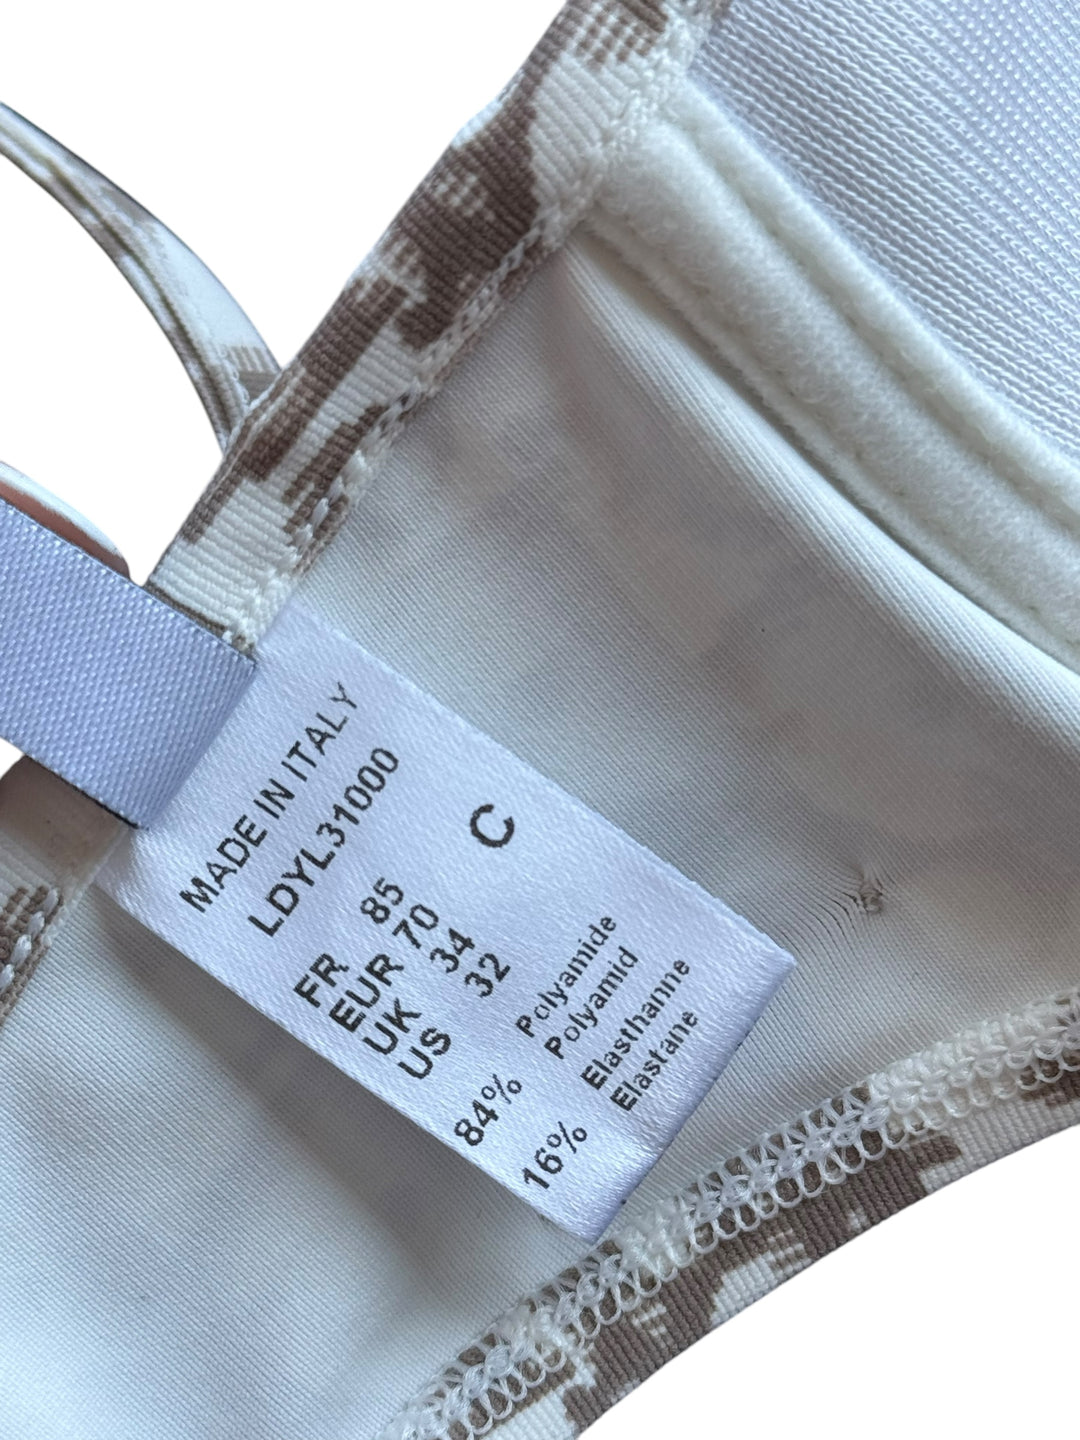 MADE IN ITALY
LDYL31000
FR 85
EUR 70 C
UK 34
US 32
84% Polyamide
Polyamid
16% Elasthanne
Elastane